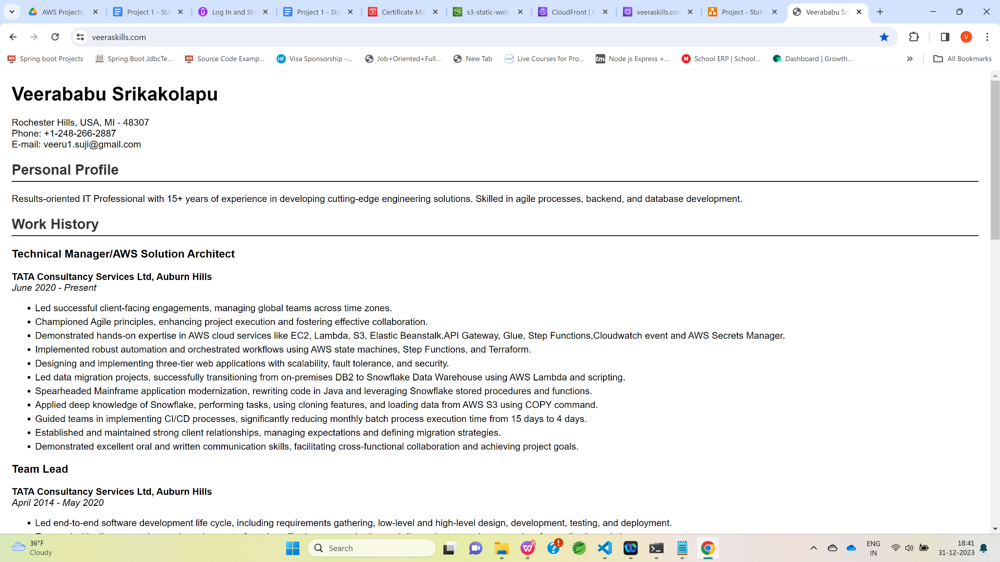 AWS Projects
Project 1 - Sta
Log In and Sta
Project 1 - Sta
Certificate Ma
s3-static-webs
CloudFront | G
veeraskills.con
Project - Stati
Veerababu Sri
veeraskills.com
Spring boot Projects
Spring Boot JdbcTe...
Source Code Examp...
Visa Sponsorship -...
Job+Oriented+Full...
New Tab
Live Courses for Pro...
Node js Express +...
School ERP | School...
Dashboard | Growth...
All Bookmarks
Veerababu Srikakolapu
Rochester Hills, USA, MI - 48307
Phone: +1-248-266-2887
E-mail: veeru1.suji@gmail.com
Personal Profile
Results-oriented IT Professional with 15+ years of experience in developing cutting-edge engineering solutions. Skilled in agile processes, backend, and database development.
Work History
Technical Manager/AWS Solution Architect
TATA Consultancy Services Ltd, Auburn Hills
June 2020 - Present
• Led successful client-facing engagements, managing global teams across time zones.
• Championed Agile principles, enhancing project execution and fostering effective collaboration.
• Demonstrated hands-on expertise in AWS cloud services like EC2, Lambda, S3, Elastic Beanstalk,API Gateway, Glue, Step Functions,Cloudwatch event and AWS Secrets Manager.
• Implemented robust automation and orchestrated workflows using AWS state machines, Step Functions, and Terraform.
• Designing and implementing three-tier web applications with scalability, fault tolerance, and security.
• Led data migration projects, successfully transitioning from on-premises DB2 to Snowflake Data Warehouse using AWS Lambda and scripting.
• Spearheaded Mainframe application modernization, rewriting code in Java and leveraging Snowflake stored procedures and functions.
• Applied deep knowledge of Snowflake, performing tasks, using cloning features, and loading data from AWS S3 using COPY command.
• Guided teams in implementing CI/CD processes, significantly reducing monthly batch process execution time from 15 days to 4 days.
• Established and maintained strong client relationships, managing expectations and defining migration strategies.
• Demonstrated excellent oral and written communication skills, facilitating cross-functional collaboration and achieving project goals.
Team Lead
TATA Consultancy Services Ltd, Auburn Hills
April 2014 - May 2020
• Led end-to-end software development life cycle, including requirements gathering, low-level and high-level design, development, testing, and deployment.
36°F
Cloudy
Search
ENG
IN
18:41
31-12-2023